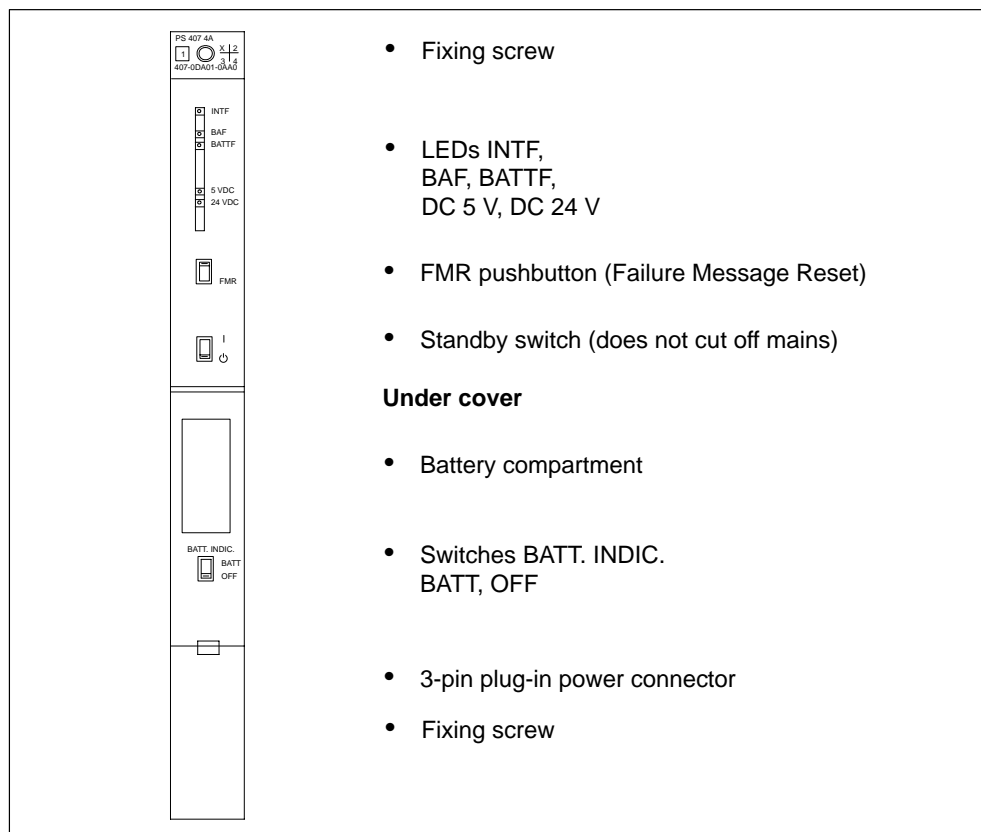 PS 407 4A
1 X 2
3 4
407-0DA01-0AA0
INTF
BAF
BATTF
5 VDC
24 VDC
FMR
I
BATT. INDIC.
BATT
OFF
• Fixing screw
• LEDs INTF,
BAF, BATTF,
DC 5 V, DC 24 V
• FMR pushbutton (Failure Message Reset)
• Standby switch (does not cut off mains)
Under cover
• Battery compartment
• Switches BATT. INDIC.
BATT, OFF
• 3-pin plug-in power connector
• Fixing screw